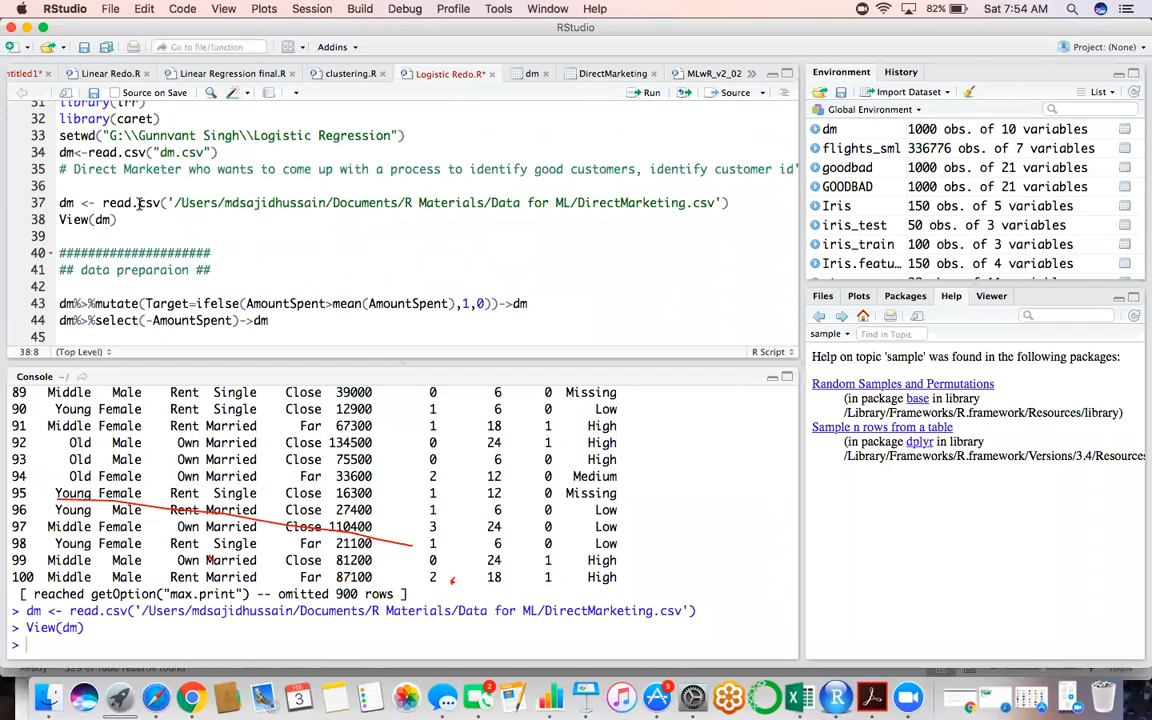 RStudio File Edit Code View Plots Session Build Debug Profile Tools Window Help 82% Sat 7:54 AM
RStudio
Go to file/function Addins Project: (None)
ntitled1* Linear Redo.R Linear Regression final.R clustering.R Logistic Redo.R* dm DirectMarketing MLwR_v2_02
Source on Save Run Source
31 library(irr)
32 library(caret)
33 setwd("G:\\Gunnvant Singh\\Logistic Regression")
34 dm<-read.csv("dm.csv")
35 # Direct Marketer who wants to come up with a process to identify good customers, identify customer id'
36
37 dm <- read.csv('/Users/mdsajidhussain/Documents/R Materials/Data for ML/DirectMarketing.csv')
38 View(dm)
39
40 #####################
41 ## data preparaion ##
42
43 dm%>%mutate(Target=ifelse(AmountSpent>mean(AmountSpent),1,0))->dm
44 dm%>%select(-AmountSpent)->dm
45
38:8 (Top Level) R Script
Console ~/
89 Middle Male Rent Single Close 39000 0 6 0 Missing
90 Young Female Rent Single Close 12900 1 6 0 Low
91 Middle Female Rent Married Close 67300 1 18 1 High
92 Old Male Own Married Close 134500 0 24 1 High
93 Old Male Own Married Close 75500 0 6 0 High
94 Old Female Own Married Far 33600 2 12 0 Medium
95 Young Female Rent Single Close 16300 1 12 0 Missing
96 Young Male Rent Married Close 27400 1 6 0 Low
97 Middle Female Own Married Close 110400 3 24 0 Low
98 Young Female Rent Single Far 21100 1 6 0 Low
99 Middle Male Own Married Close 81200 0 24 1 High
100 Middle Male Rent Married Far 87100 2 18 1 High
[ reached getOption("max.print") -- omitted 900 rows ]
> dm <- read.csv('/Users/mdsajidhussain/Documents/R Materials/Data for ML/DirectMarketing.csv')
> View(dm)
>
Environment History
Import Dataset List
Global Environment
dm 1000 obs. of 10 variables
flights_sml 336776 obs. of 7 variables
goodbad 1000 obs. of 21 variables
GOODBAD 1000 obs. of 21 variables
Iris 150 obs. of 5 variables
iris_test 50 obs. of 3 variables
iris_train 100 obs. of 3 variables
Iris.featu… 150 obs. of 4 variables
Files Plots Packages Help Viewer
sample Find in Topic
Help on topic 'sample' was found in the following packages:
Random Samples and Permutations
(in package base in library
/Library/Frameworks/R.framework/Resources/library)
Sample n rows from a table
(in package dplyr in library
/Library/Frameworks/R.framework/Versions/3.4/Resources
MAR
3
2
3